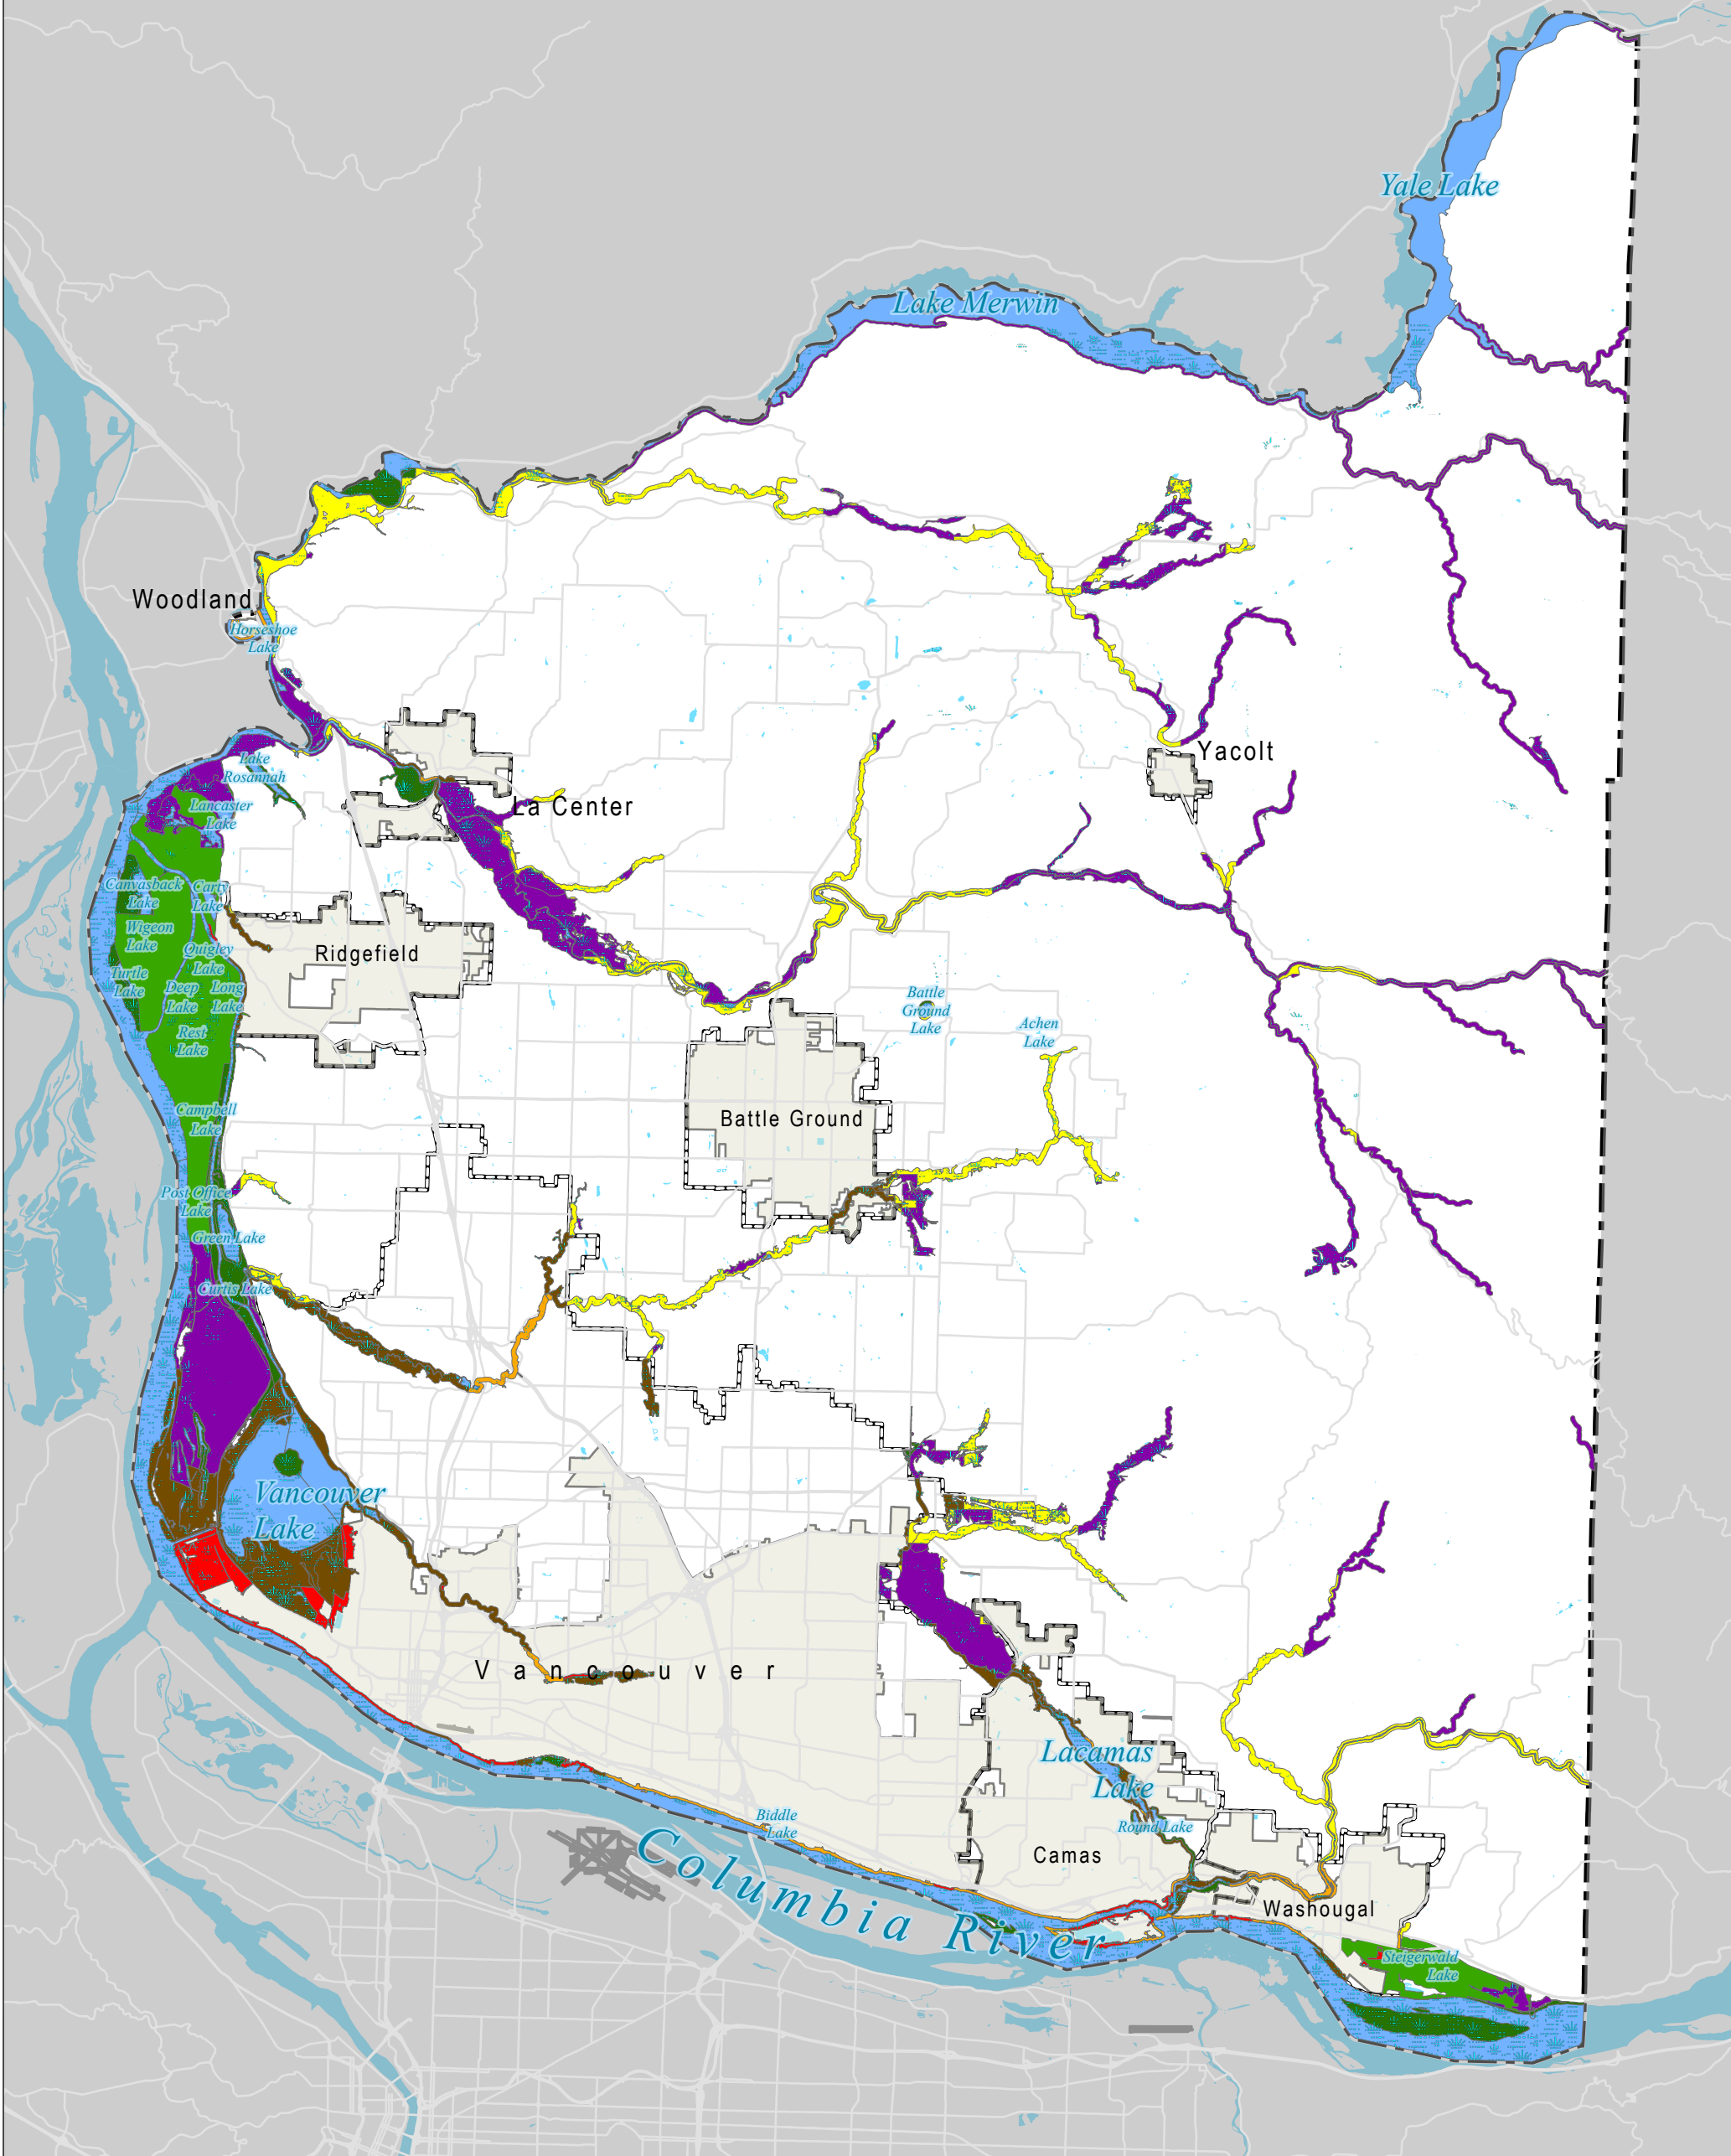 Yale Lake
Lake Merwin
Woodland
Horseshoe
Lake
Lake
Rosannah
Yacolt
Lancaster
Lake
La Center
Canvasback
Lake
Carty
Lake
Wigeon
Lake
Ridgefield
Quigley
Lake
Turtle
Lake
Deep
Lake
Long
Lake
Battle
Ground
Lake
Rest
Lake
Achen
Lake
Campbell
Lake
Battle Ground
Post Office
Lake
Green Lake
Curtis Lake
Vancouver
Lake
Vancouver
Lacamas
Lake
Biddle
Lake
Round Lake
Camas
Columbia River
Washougal
Steigerwald
Lake